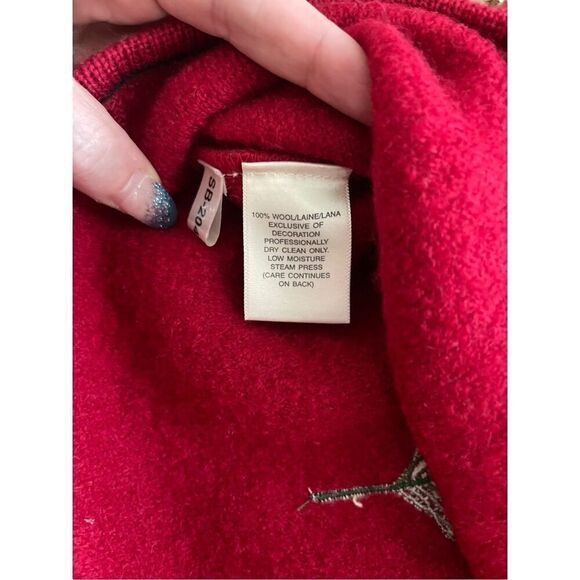 SB-20
100% WOOL/LAINE/LANA
EXCLUSIVE OF
DECORATION
PROFESSIONALLY
DRY CLEAN ONLY.
LOW MOISTURE
STEAM PRESS
(CARE CONTINUES
ON BACK)